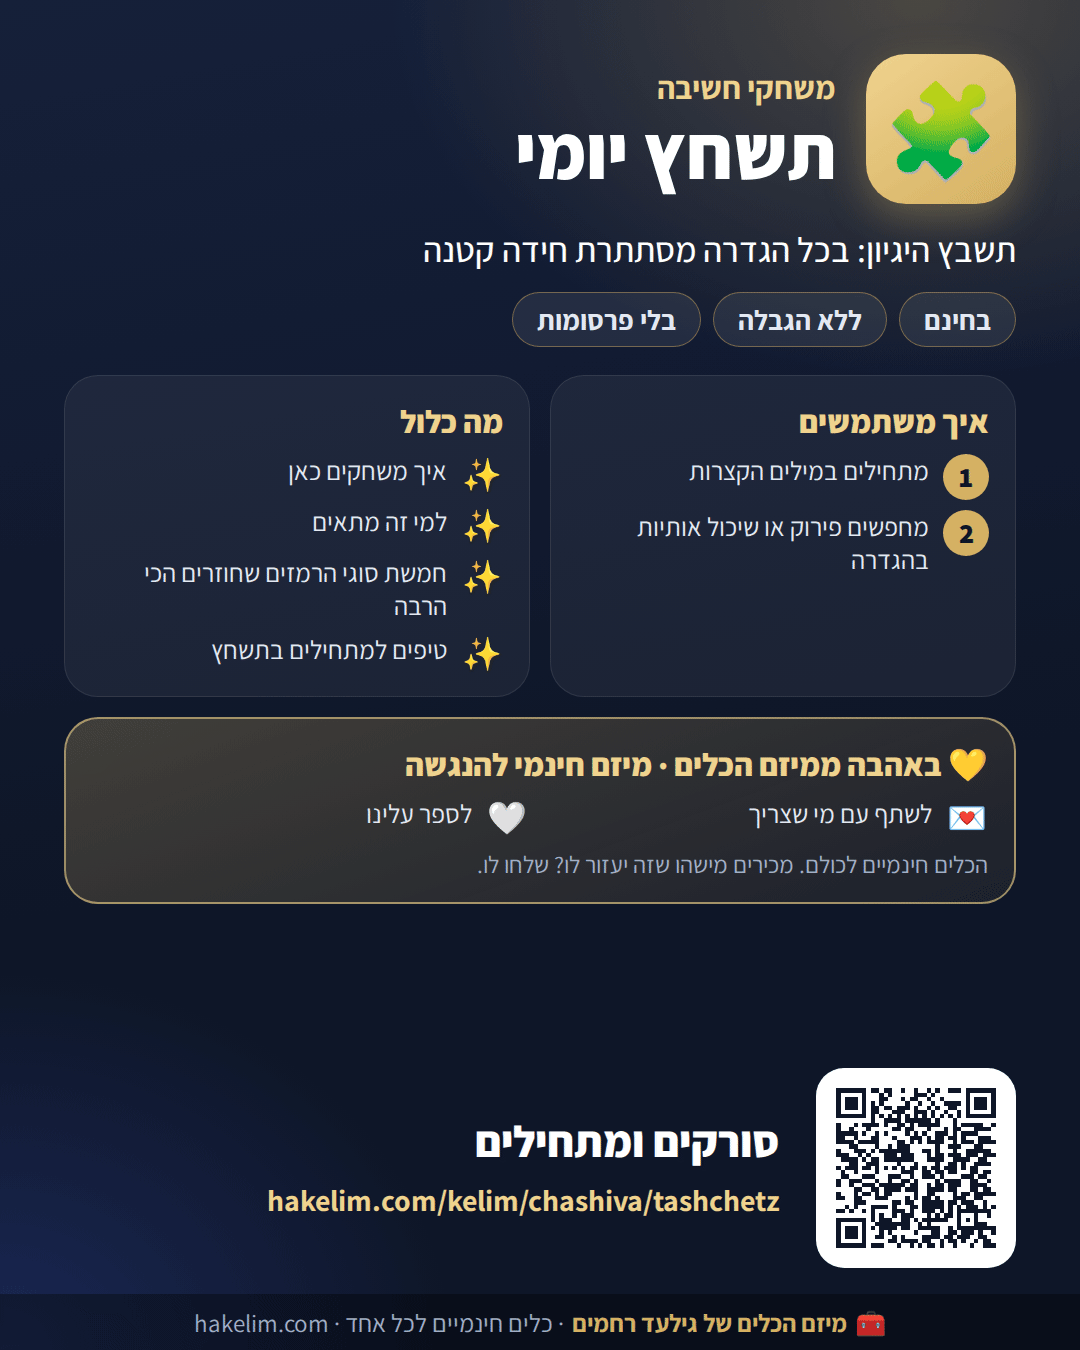 משחקי חשיבה
תשחץ יומי
תשבץ היגיון: בכל הגדרה מסתתרת חידה קטנה
בחינם
ללא הגבלה
בלי פרסומות
איך משתמשים
1 מתחילים במילים הקצרות
2 מחפשים פירוק או שיכול אותיות
בהגדרה
מה כלול
איך משחקים כאן
למי זה מתאים
חמשת סוגי הרמזים שחוזרים הכי
הרבה
טיפים למתחילים בתשחץ
באהבה ממיזם הכלים · מיזם חינמי להנגשה
לשתף עם מי שצריך
לספר עלינו
הכלים חינמיים לכולם. מכירים מישהו שזה יעזור לו? שלחו לו.
סורקים ומתחילים
hakelim.com/kelim/chashiva/tashchetz
מיזם הכלים של גילעד רחמים · כלים חינמיים לכל אחד · hakelim.com